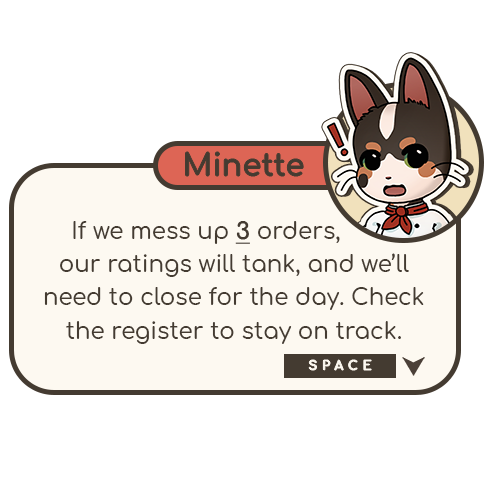 Minette
!
If we mess up 3 orders,
our ratings will tank, and we'll
need to close for the day. Check
the register to stay on track.
SPACE